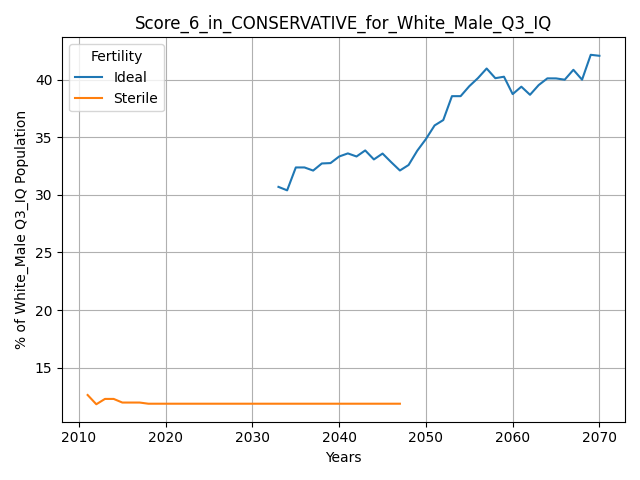 Score_6_in_CONSERVATIVE_for_White_Male_Q3_IQ
Fertility
Ideal
Sterile
% of White_Male Q3_IQ Population
40
35
30
25
20
15
2010 2020 2030 2040 2050 2060 2070
Years